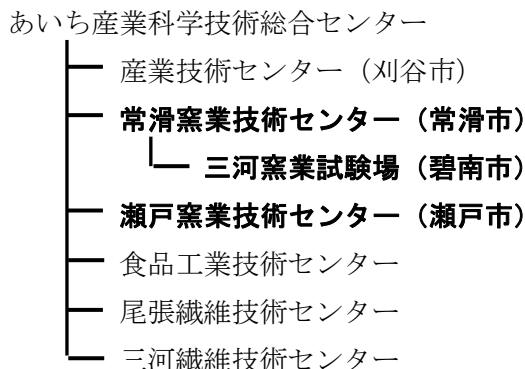 あいち産業科学技術総合センター
産業技術センター（刈谷市）
常滑窯業技術センター（常滑市）
三河窯業試験場（碧南市）
瀬戸窯業技術センター（瀬戸市）
食品工業技術センター
尾張繊維技術センター
三河繊維技術センター